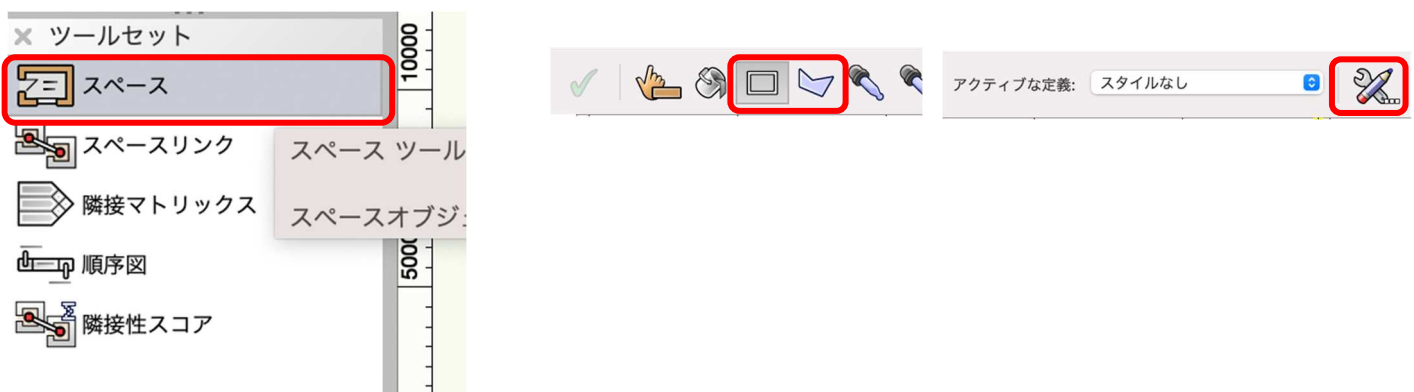 ツールセット
スペース
スペースリンク
隣接マトリックス
順序図
隣接性スコア
スペース ツール
スペースオブジ
10000
5000
アクティブな定義: スタイルなし